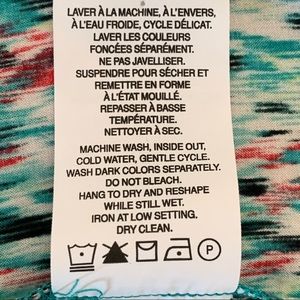 LAVER À LA MACHINE, À L'ENVERS,
À L'EAU FROIDE, CYCLE DÉLICAT.
LAVER LES COULEURS
FONCÉES SÉPARÉMENT.
NE PAS JAVELLISER.
SUSPENDRE POUR SÉCHER ET
REMETTRE EN FORME
À L'ÉTAT MOUILLÉ.
REPASSER À BASSE
TEMPÉRATURE.
NETTOYER À SEC.
MACHINE WASH, INSIDE OUT,
COLD WATER, GENTLE CYCLE.
WASH DARK COLORS SEPARATELY.
DO NOT BLEACH.
HANG TO DRY AND RESHAPE
WHILE STILL WET.
IRON AT LOW SETTING.
DRY CLEAN.
P